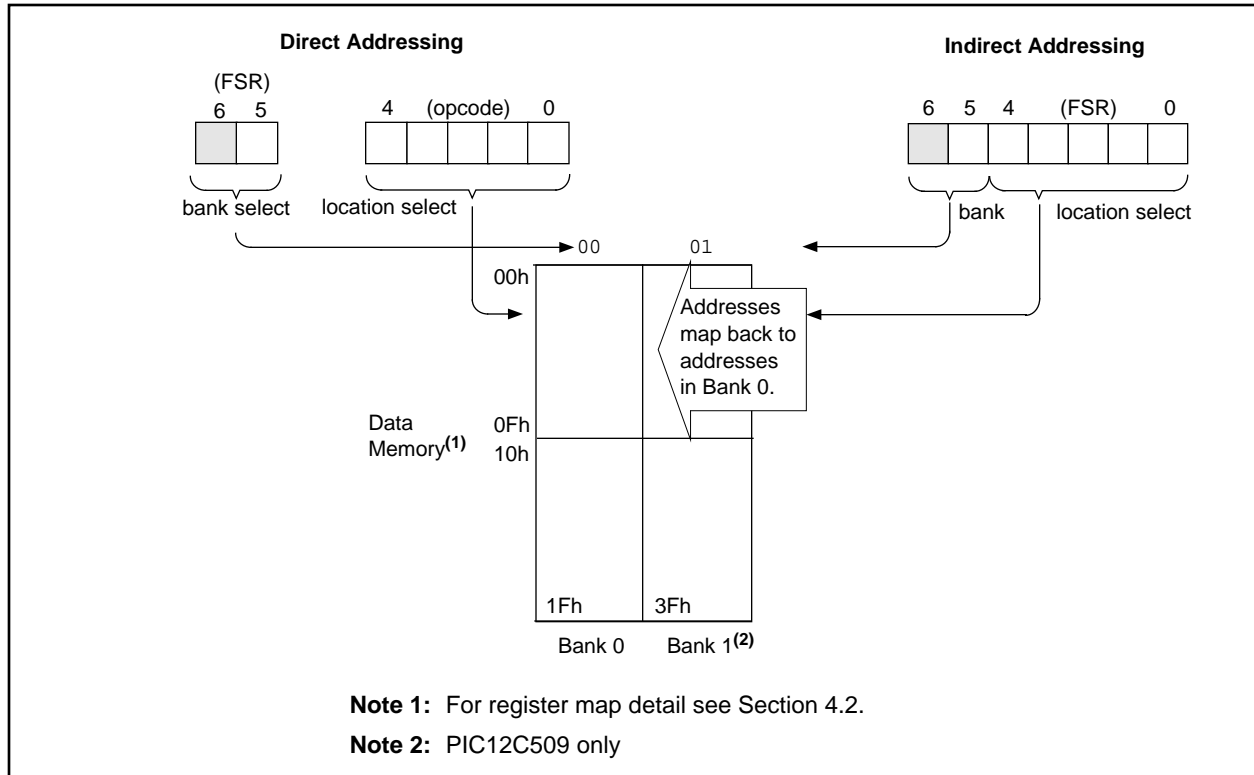 Direct Addressing
Indirect Addressing
(FSR)
6 5
4 (opcode) 0
6 5 4 (FSR) 0
bank select
location select
bank
location select
00
01
00h
Addresses
map back to
addresses
in Bank 0.
Data
Memory(1)
0Fh
10h
1Fh
3Fh
Bank 0
Bank 1(2)
Note 1: For register map detail see Section 4.2.
Note 2: PIC12C509 only